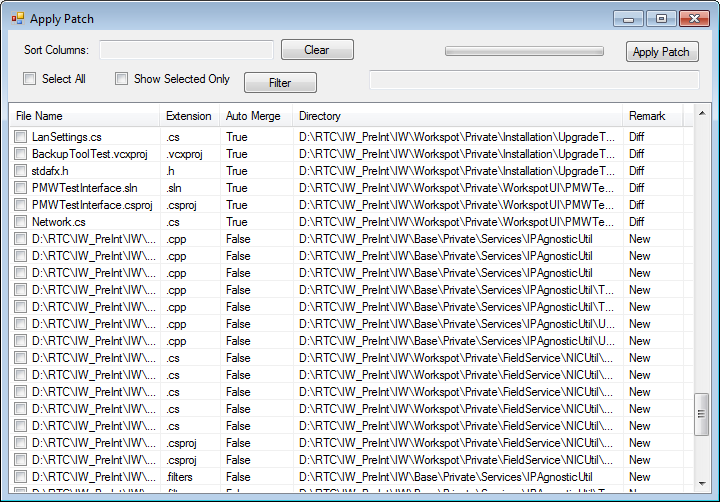 Apply Patch
Sort Columns: Clear Apply Patch
Select All Show Selected Only Filter
File Name Extension Auto Merge Directory Remark
LanSettings.cs .cs True D:\RTC\IW_PreInt\IW\Workspot\Private\Installation\UpgradeT... Diff
BackupToolTest.vcxproj .vcxproj True D:\RTC\IW_PreInt\IW\Workspot\Private\Installation\UpgradeT... Diff
stdafx.h .h True D:\RTC\IW_PreInt\IW\Workspot\Private\Installation\UpgradeT... Diff
PMWTestInterface.sln .sln True D:\RTC\IW_PreInt\IW\Workspot\Private\WorkspotUI\PMWTe... Diff
PMWTestInterface.csproj .csproj True D:\RTC\IW_PreInt\IW\Workspot\Private\WorkspotUI\PMWTe... Diff
Network.cs .cs True D:\RTC\IW_PreInt\IW\Workspot\Private\WorkspotUI\PMWTe... Diff
D:\RTC\IW_PreInt\IW\... .cpp False D:\RTC\IW_PreInt\IW\Base\Private\Services\IPAgnosticUtil New
D:\RTC\IW_PreInt\IW\... .cpp False D:\RTC\IW_PreInt\IW\Base\Private\Services\IPAgnosticUtil New
D:\RTC\IW_PreInt\IW\... .cpp False D:\RTC\IW_PreInt\IW\Base\Private\Services\IPAgnosticUtil New
D:\RTC\IW_PreInt\IW\... .cpp False D:\RTC\IW_PreInt\IW\Base\Private\Services\IPAgnosticUtil\T... New
D:\RTC\IW_PreInt\IW\... .cpp False D:\RTC\IW_PreInt\IW\Base\Private\Services\IPAgnosticUtil\T... New
D:\RTC\IW_PreInt\IW\... .cpp False D:\RTC\IW_PreInt\IW\Base\Private\Services\IPAgnosticUtil\U... New
D:\RTC\IW_PreInt\IW\... .cpp False D:\RTC\IW_PreInt\IW\Base\Private\Services\IPAgnosticUtil\U... New
D:\RTC\IW_PreInt\IW\... .cs False D:\RTC\IW_PreInt\IW\Workspot\Private\FieldService\NICUtil\... New
D:\RTC\IW_PreInt\IW\... .cs False D:\RTC\IW_PreInt\IW\Workspot\Private\FieldService\NICUtil\... New
D:\RTC\IW_PreInt\IW\... .cs False D:\RTC\IW_PreInt\IW\Workspot\Private\FieldService\NICUtil\... New
D:\RTC\IW_PreInt\IW\... .cs False D:\RTC\IW_PreInt\IW\Workspot\Private\FieldService\NICUtil\... New
D:\RTC\IW_PreInt\IW\... .cs False D:\RTC\IW_PreInt\IW\Workspot\Private\FieldService\NICUtil\... New
D:\RTC\IW_PreInt\IW\... .csproj False D:\RTC\IW_PreInt\IW\Workspot\Private\FieldService\NICUtil\... New
D:\RTC\IW_PreInt\IW\... .csproj False D:\RTC\IW_PreInt\IW\Workspot\Private\FieldService\NICUtil\... New
D:\RTC\IW_PreInt\IW\... .filters False D:\RTC\IW_PreInt\IW\Base\Private\Services\IPAgnosticUtil\T... New